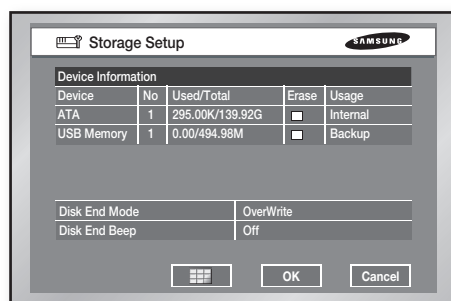 Storage Setup
SAMSUNG
Device Information
Device No Used/Total Erase Usage
ATA 1 295.00K/139.92G Internal
USB Memory 1 0.00/494.98M Backup
Disk End Mode OverWrite
Disk End Beep Off
OK Cancel